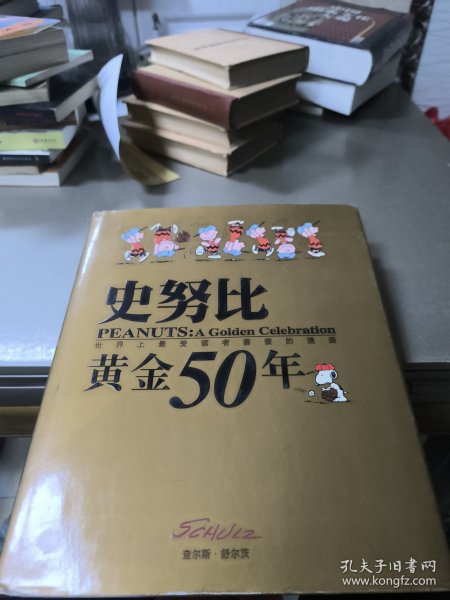 史努比
PEANUTS: A Golden Celebration
世界上最受读者喜爱的漫画
黄金50年
SCHULZ
查尔斯·舒尔茨
孔夫子旧书网
www.kongfz.com